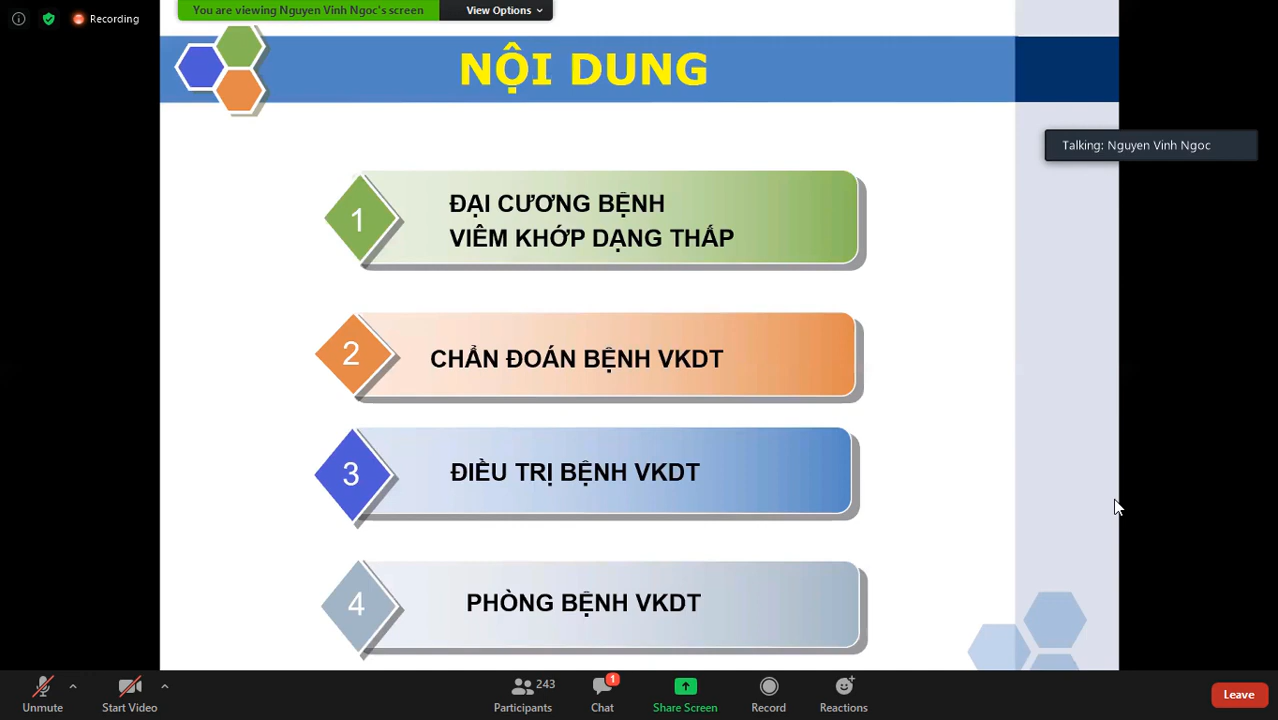 You are viewing Nguyen Vinh Ngoc's screen
View Options
Recording
NỘI DUNG
Talking: Nguyen Vinh Ngoc
1
ĐẠI CƯƠNG BỆNH
VIÊM KHỚP DẠNG THẤP
2
CHẨN ĐOÁN BỆNH VKDT
3
ĐIỀU TRỊ BỆNH VKDT
4
PHÒNG BỆNH VKDT
Unmute
Start Video
243
Participants
1
Chat
Share Screen
Record
Reactions
Leave